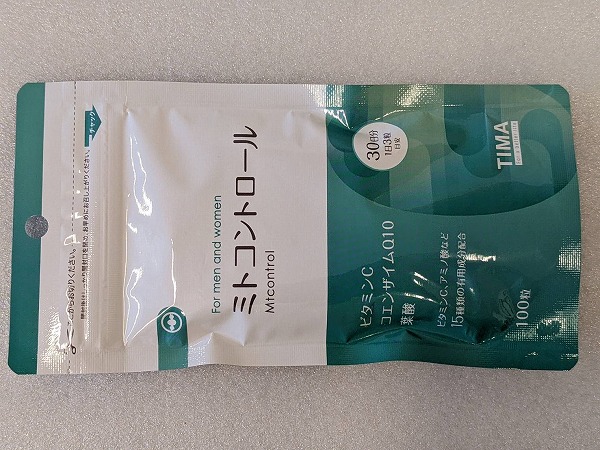 チャック
For men and women
ミトコントロール
Mtcontrol
30日分
1日3粒
目安
TIMA
ビタミンC
コエンザイムQ10
葉酸
ビタミンC、アミノ酸など
15種類の有用成分配合
100粒